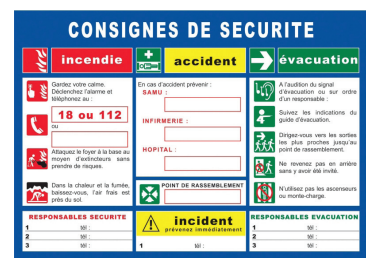 CONSIGNES DE SECURITE
incendie
Gardez votre calme.
Déclenchez l'alarme et
téléphonez au :
18 ou 112
ou
Attaquez le foyer à la base au
moyen d'extincteurs sans
prendre de risques.
Dans la chaleur et la fumée,
baissez-vous, l'air frais est
près du sol.
RESPONSABLES SECURITE
1 tél :
2 tél :
3 tél :
accident
En cas d'accident prévenir :
SAMU :
INFIRMERIE :
HOPITAL :
POINT DE RASSEMBLEMENT
incident
prévenez immédiatement
1 tél :
évacuation
A l'audition du signal
d'évacuation ou sur ordre
d'un responsable :
Suivez les indications du
guide d'évacuation.
Dirigez-vous vers les sorties
les plus proches jusqu'au
point de rassemblement.
Ne revenez pas en arrière
sans y avoir été invité.
N'utilisez pas les ascenseurs
ou monte-charge.
RESPONSABLES EVACUATION
1 tél :
2 tél :
3 tél :